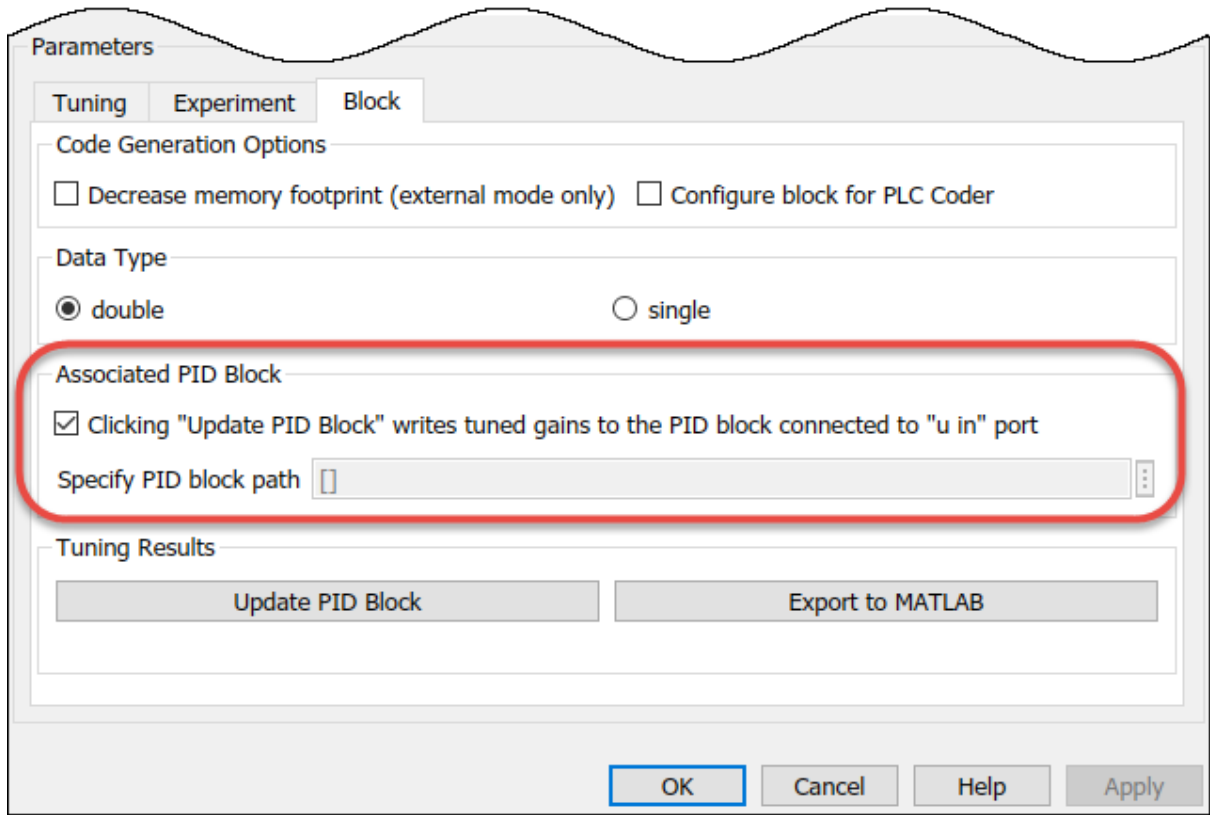 Parameters
Tuning Experiment Block
Code Generation Options
Decrease memory footprint (external mode only) Configure block for PLC Coder
Data Type
double single
Associated PID Block
Clicking "Update PID Block" writes tuned gains to the PID block connected to "u in" port
Specify PID block path []
Tuning Results
Update PID Block Export to MATLAB
OK Cancel Help Apply